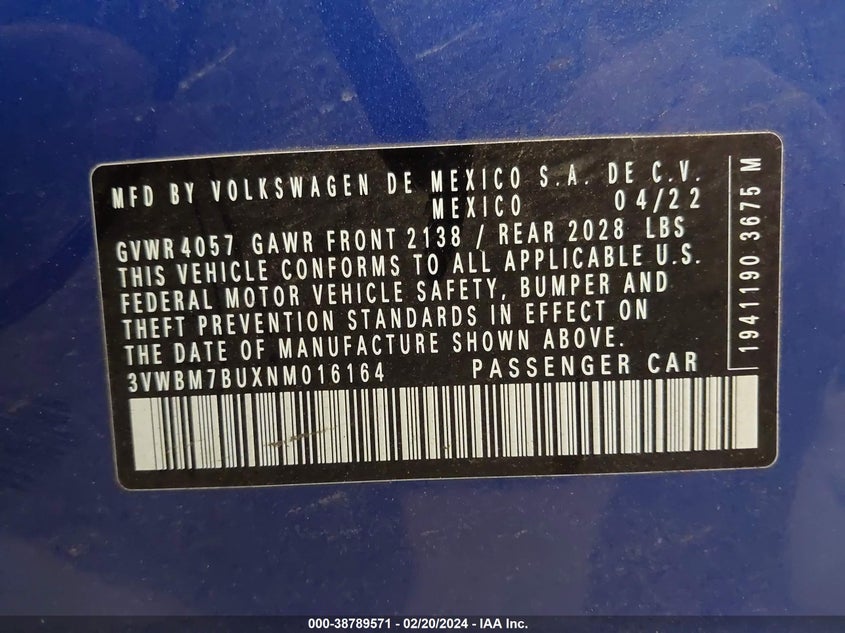 MFD BY VOLKSWAGEN DE MEXICO S.A. DE C.V.
MEXICO 04/22
GVWR 4057 GAWR FRONT 2138 / REAR 2028 LBS
THIS VEHICLE CONFORMS TO ALL APPLICABLE U.S.
FEDERAL MOTOR VEHICLE SAFETY, BUMPER AND
THEFT PREVENTION STANDARDS IN EFFECT ON
THE DATE OF MANUFACTURE SHOWN ABOVE.
3VWBM7BUXNM016164 PASSENGER CAR
1941190 3675 M
000-38789571 - 02/20/2024 - IAA Inc.